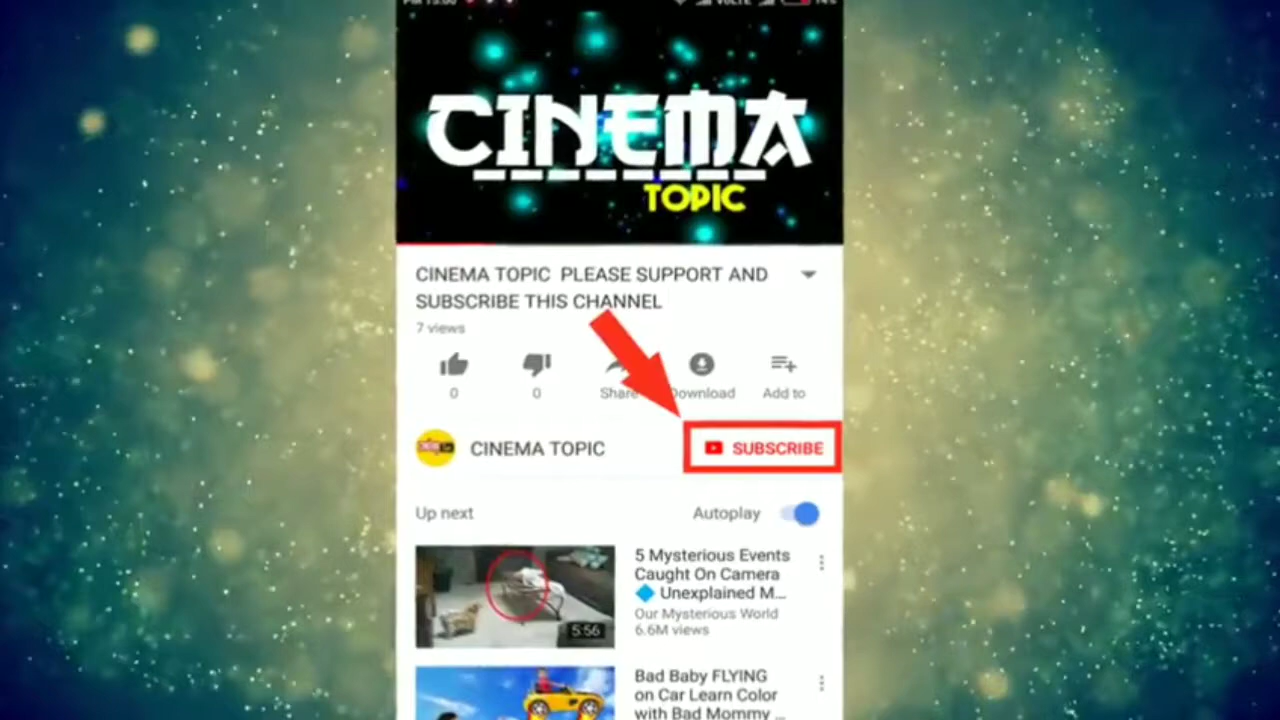 CINEMA
TOPIC
CINEMA TOPIC PLEASE SUPPORT AND
SUBSCRIBE THIS CHANNEL
7 views
0
0
Share
Download
Add to
CINEMA TOPIC
SUBSCRIBE
Up next
Autoplay
5 Mysterious Events
Caught On Camera
🔷 Unexplained M...
Our Mysterious World
6.6M views
5:56
Bad Baby FLYING
on Car Learn Color
with Bad Mommy ...